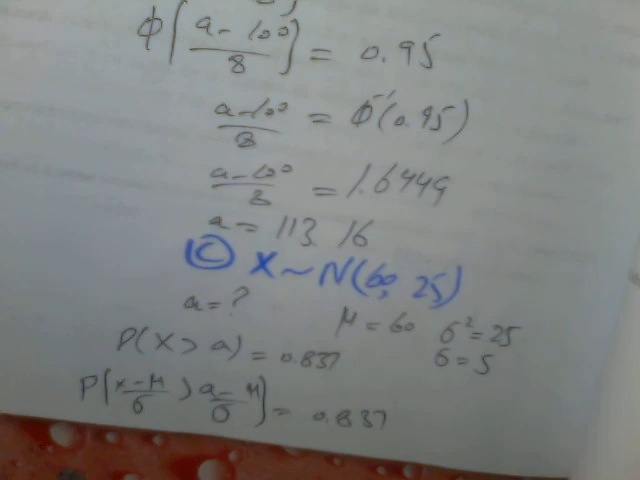 Φ(a-100/8) = 0.95
a-100/8 = Φ⁻¹(0.95)
a-100/8 = 1.6449
a = 113.16
Ⓒ X ~ N(60, 25)
a = ? μ = 60 σ² = 25
P(X > a) = 0.837 σ = 5
P(x-μ/σ > a-μ/σ) = 0.837